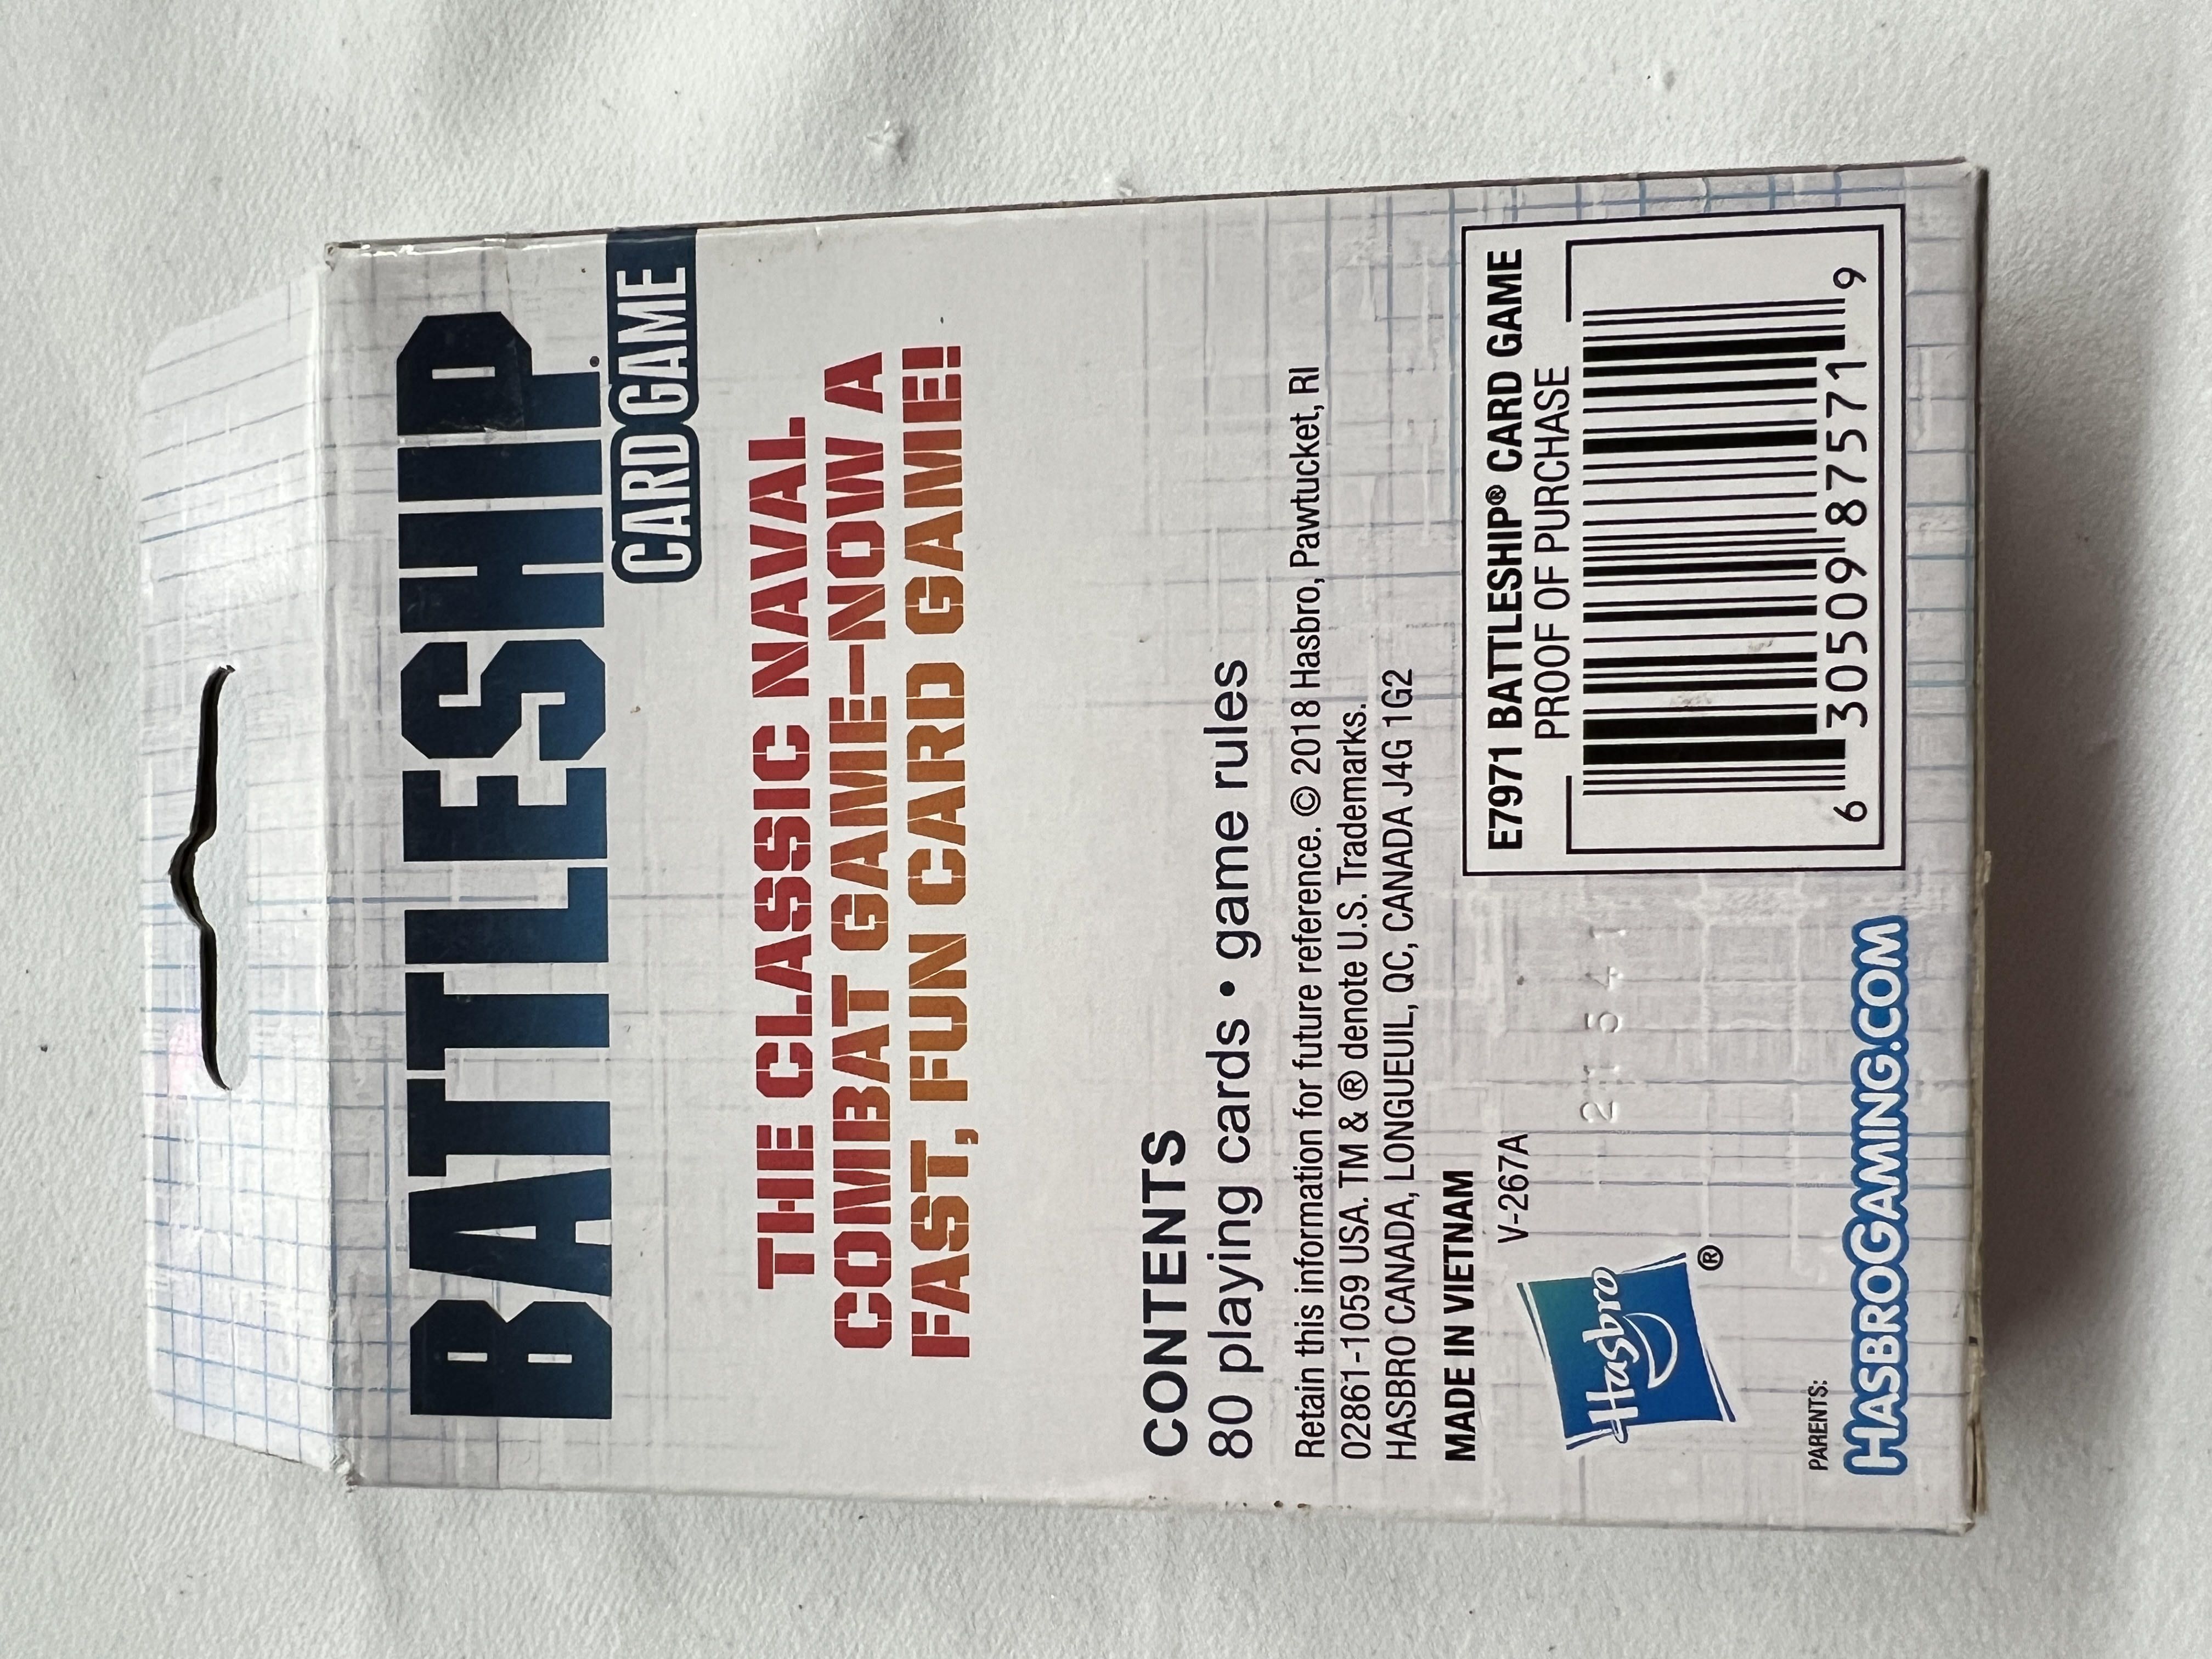 BATTLESHIP.
CARD GAME
THE CLASSIC NAVAL
COMBAT GAME—NOW A
FAST, FUN CARD GAME!
CONTENTS
80 playing cards • game rules
Retain this information for future reference. © 2018 Hasbro, Pawtucket, RI
02861-1059 USA. TM & ® denote U.S. Trademarks.
HASBRO CANADA, LONGUEUIL, QC, CANADA J4G 1G2
MADE IN VIETNAM
V-267A
Hasbro ®
PARENTS:
HASBROGAMING.COM
E7971 BATTLESHIP® CARD GAME
PROOF OF PURCHASE
6 30509 87571 9